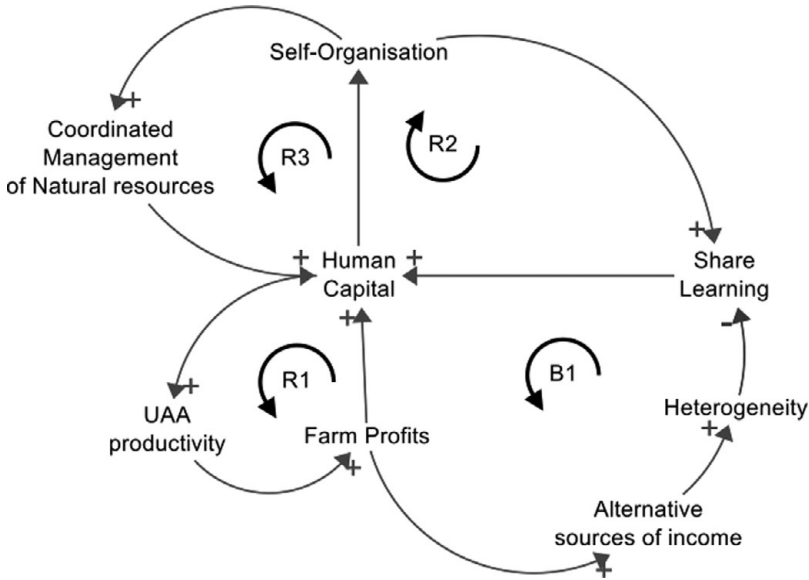 Self-Organisation
+
Coordinated
Management
of Natural resources
R3
R2
+
Share
Learning
+
Human
Capital
+
+
-
+
R1
B1
UAA
productivity
Farm Profits
+
Heterogeneity
+
Alternative
sources of income
+